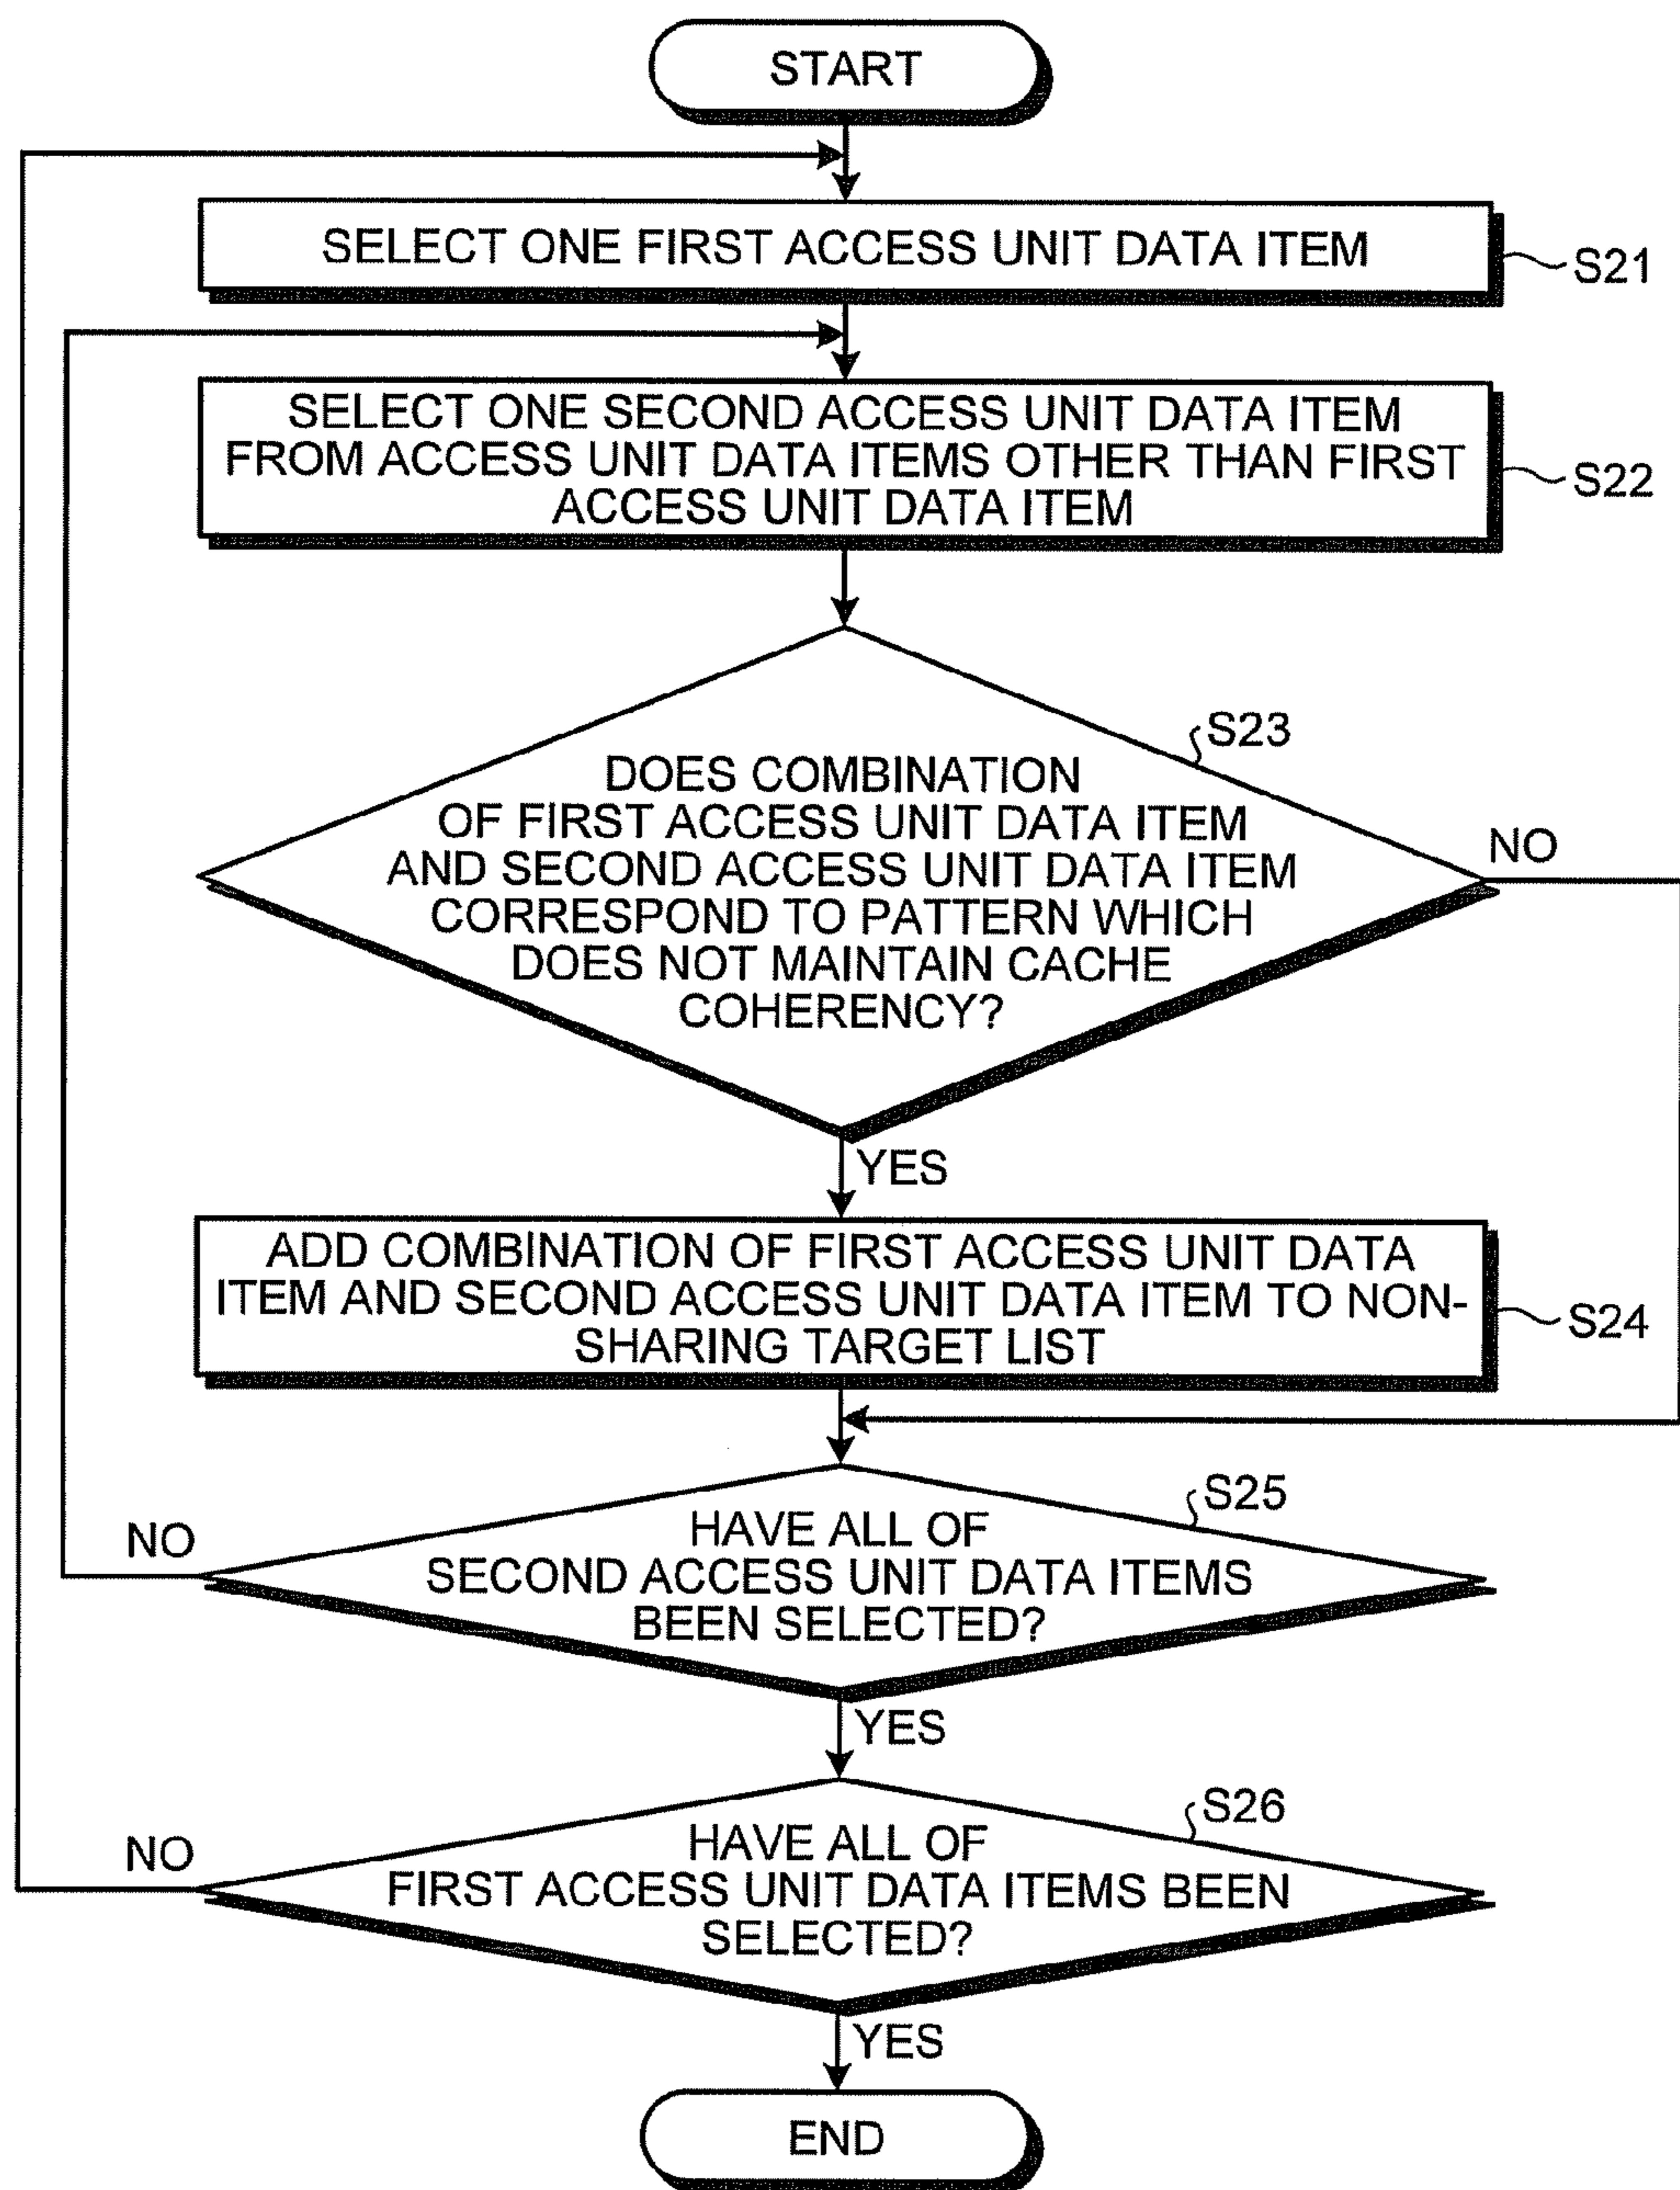 START
SELECT ONE FIRST ACCESS UNIT DATA ITEM
S21
SELECT ONE SECOND ACCESS UNIT DATA ITEM
FROM ACCESS UNIT DATA ITEMS OTHER THAN FIRST
ACCESS UNIT DATA ITEM
S22
S23
DOES COMBINATION
OF FIRST ACCESS UNIT DATA ITEM
AND SECOND ACCESS UNIT DATA ITEM
CORRESPOND TO PATTERN WHICH
DOES NOT MAINTAIN CACHE
COHERENCY?
NO
YES
ADD COMBINATION OF FIRST ACCESS UNIT DATA
ITEM AND SECOND ACCESS UNIT DATA ITEM TO NON-
SHARING TARGET LIST
S24
S25
HAVE ALL OF
SECOND ACCESS UNIT DATA ITEMS
BEEN SELECTED?
NO
YES
S26
HAVE ALL OF
FIRST ACCESS UNIT DATA ITEMS BEEN
SELECTED?
NO
YES
END